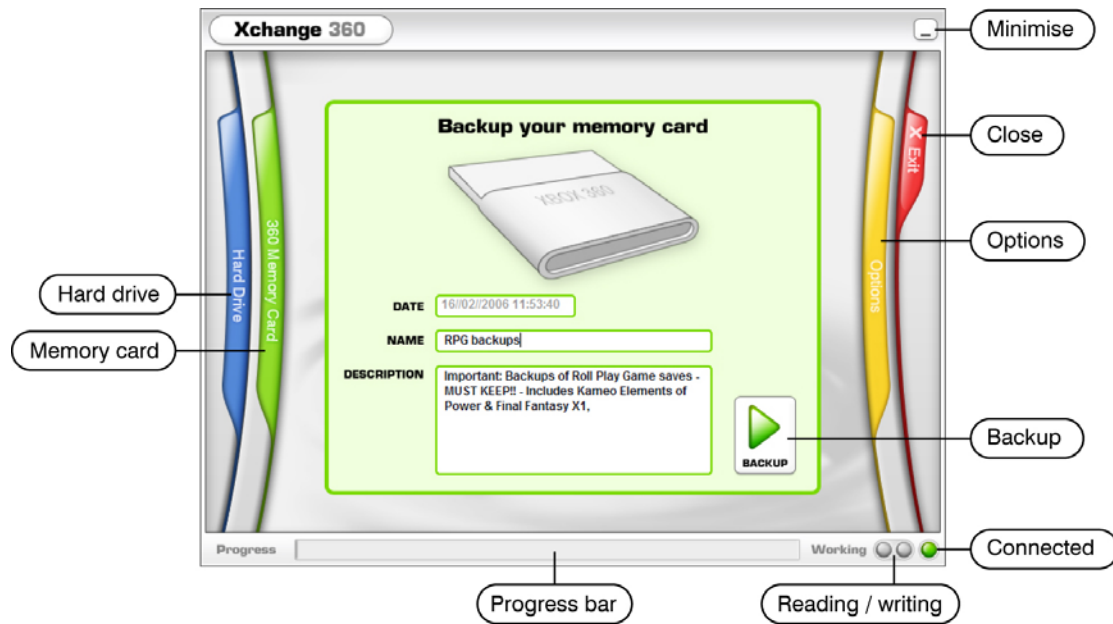 Xchange 360
Minimise
Backup your memory card
XBOX 360
X Exit
Close
360 Memory Card
Options
Options
Hard Drive
Hard drive
DATE
16//02//2006 11:53:40
NAME
RPG backups
Memory card
DESCRIPTION
Important: Backups of Roll Play Game saves -
MUST KEEP!! - Includes Kameo Elements of
Power & Final Fantasy X1,
BACKUP
Backup
Progress
Working
Connected
Progress bar
Reading / writing